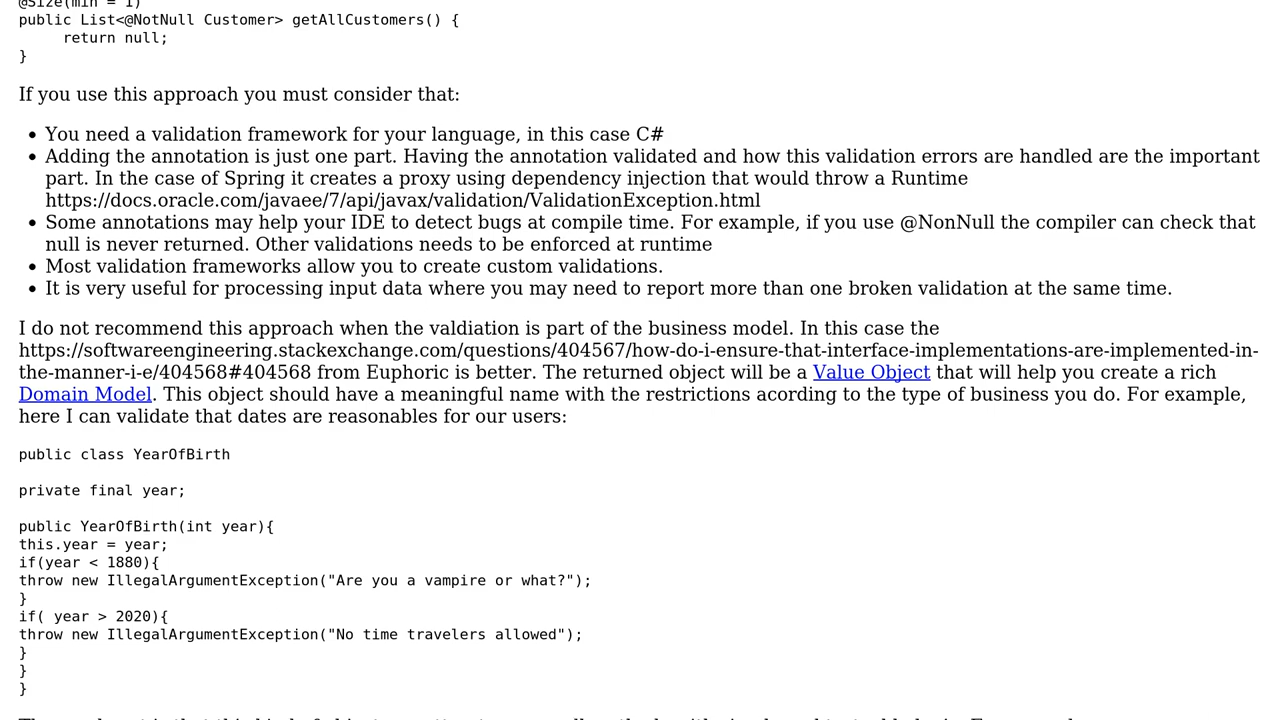 @Size(min = 1)
public List<@NotNull Customer> getAllCustomers() {
     return null;
}
If you use this approach you must consider that:
• You need a validation framework for your language, in this case C#
• Adding the annotation is just one part. Having the annotation validated and how this validation errors are handled are the important
part. In the case of Spring it creates a proxy using dependency injection that would throw a Runtime
https://docs.oracle.com/javaee/7/api/javax/validation/ValidationException.html
• Some annotations may help your IDE to detect bugs at compile time. For example, if you use @NonNull the compiler can check that
null is never returned. Other validations needs to be enforced at runtime
• Most validation frameworks allow you to create custom validations.
• It is very useful for processing input data where you may need to report more than one broken validation at the same time.
I do not recommend this approach when the valdiation is part of the business model. In this case the
https://softwareengineering.stackexchange.com/questions/404567/how-do-i-ensure-that-interface-implementations-are-implemented-in-
the-manner-i-e/404568#404568 from Euphoric is better. The returned object will be a Value Object that will help you create a rich
Domain Model. This object should have a meaningful name with the restrictions acording to the type of business you do. For example,
here I can validate that dates are reasonables for our users:
public class YearOfBirth
private final year;
public YearOfBirth(int year){
this.year = year;
if(year < 1880){
throw new IllegalArgumentException("Are you a vampire or what?");
}
if( year > 2020){
throw new IllegalArgumentException("No time travelers allowed");
}
}
}